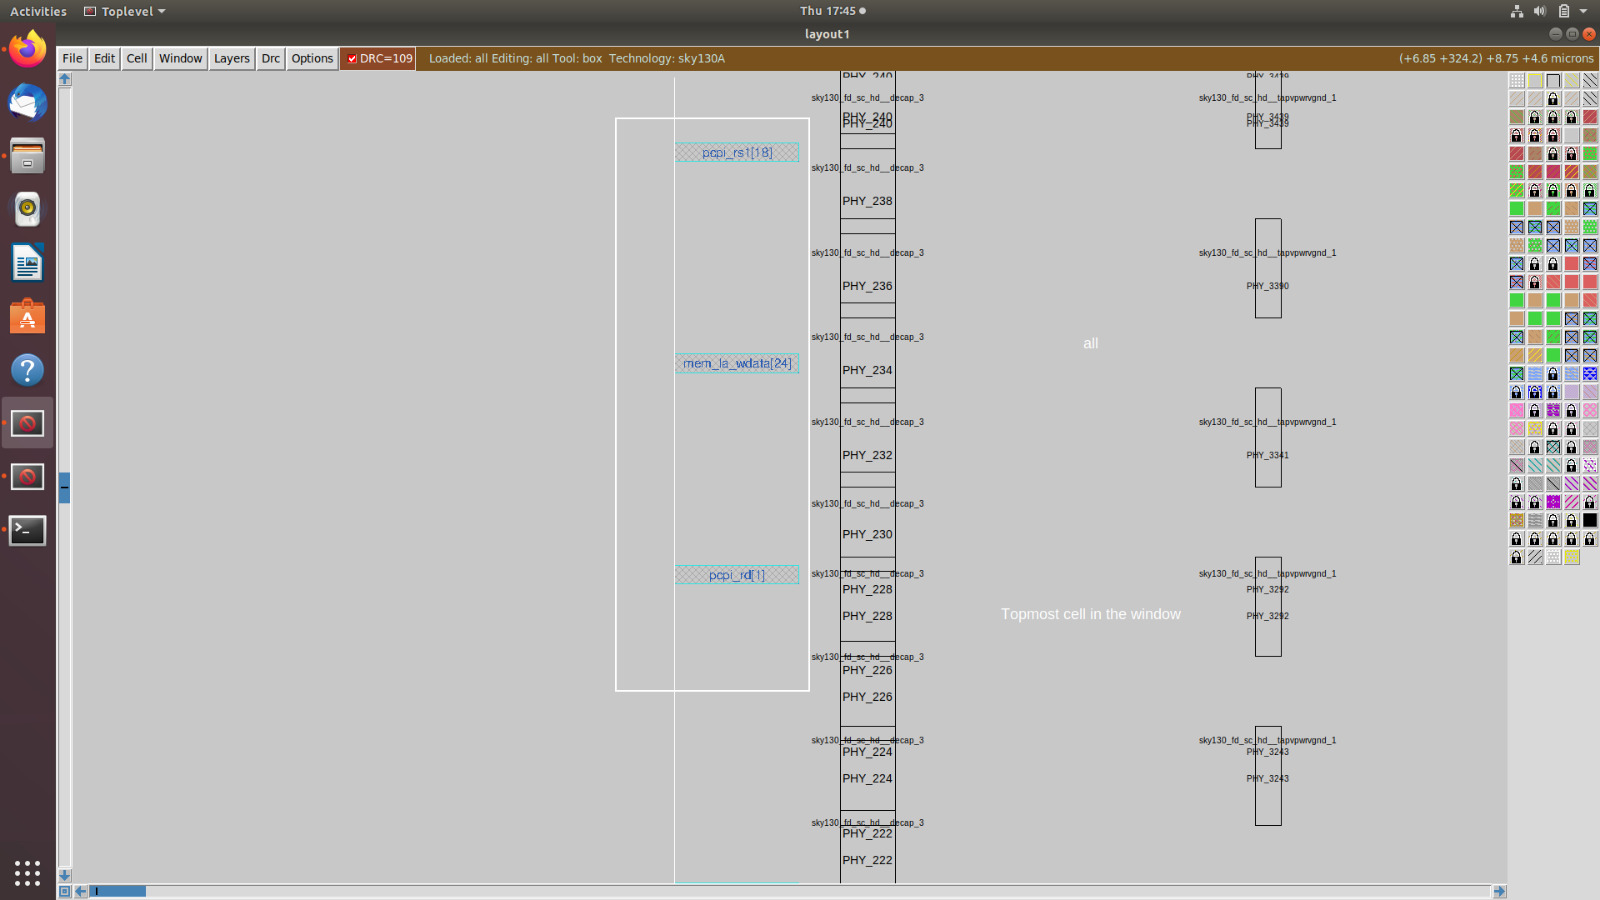 Activities Toplevel Thu 17:45
layout1
File Edit Cell Window Layers Drc Options DRC=109 Loaded: all Editing: all Tool: box Technology: sky130A (+6.85 +324.2) +8.75 +4.6 microns
PHY_240 PHY_3439
sky130_fd_sc_hd__decap_3 sky130_fd_sc_hd__tapvpwrvgnd_1
PHY_240 PHY_3439
PHY_240 PHY_3439
pcpi_rs1[18]
sky130_fd_sc_hd__decap_3
PHY_238
sky130_fd_sc_hd__decap_3 sky130_fd_sc_hd__tapvpwrvgnd_1
PHY_236 PHY_3390
sky130_fd_sc_hd__decap_3
all
mem_la_wdata[24]
PHY_234
sky130_fd_sc_hd__decap_3 sky130_fd_sc_hd__tapvpwrvgnd_1
PHY_232 PHY_3341
sky130_fd_sc_hd__decap_3
PHY_230
pcpi_rd[1] sky130_fd_sc_hd__decap_3 sky130_fd_sc_hd__tapvpwrvgnd_1
PHY_228 PHY_3292
PHY_228 Topmost cell in the window PHY_3292
sky130_fd_sc_hd__decap_3
PHY_226
PHY_226
sky130_fd_sc_hd__decap_3 sky130_fd_sc_hd__tapvpwrvgnd_1
PHY_224 PHY_3243
PHY_224 PHY_3243
sky130_fd_sc_hd__decap_3
PHY_222
PHY_222